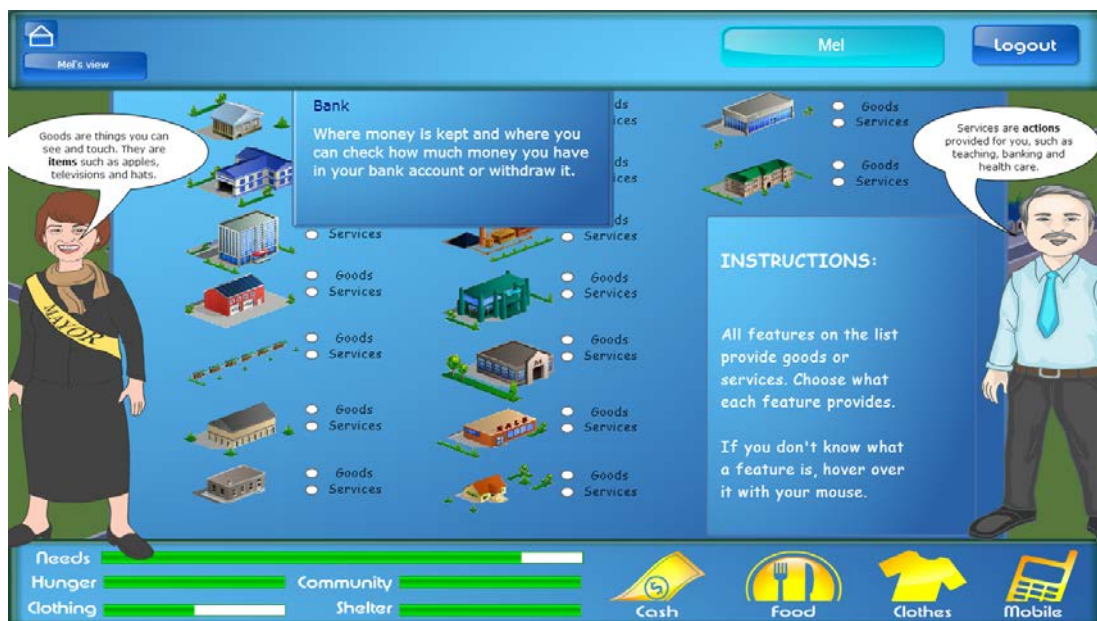 Mel's view
Mel
Logout
Goods are things you can
see and touch. They are
items such as apples,
televisions and hats.
MAYOR
Bank
Where money is kept and where you
can check how much money you have
in your bank account or withdraw it.
Services
Goods
Services
Goods
Services
Goods
Services
Goods
Services
ds
ices
ds
ices
ds
Services
Goods
Services
Goods
Services
SALE
Goods
Services
Goods
Services
Goods
Services
Goods
Services
Services are actions
provided for you, such as
teaching, banking and
health care.
INSTRUCTIONS:
All features on the list
provide goods or
services. Choose what
each feature provides.
If you don't know what
a feature is, hover over
it with your mouse.
Needs
Hunger
Community
Clothing
Shelter
$
Cash
Food
Clothes
Mobile